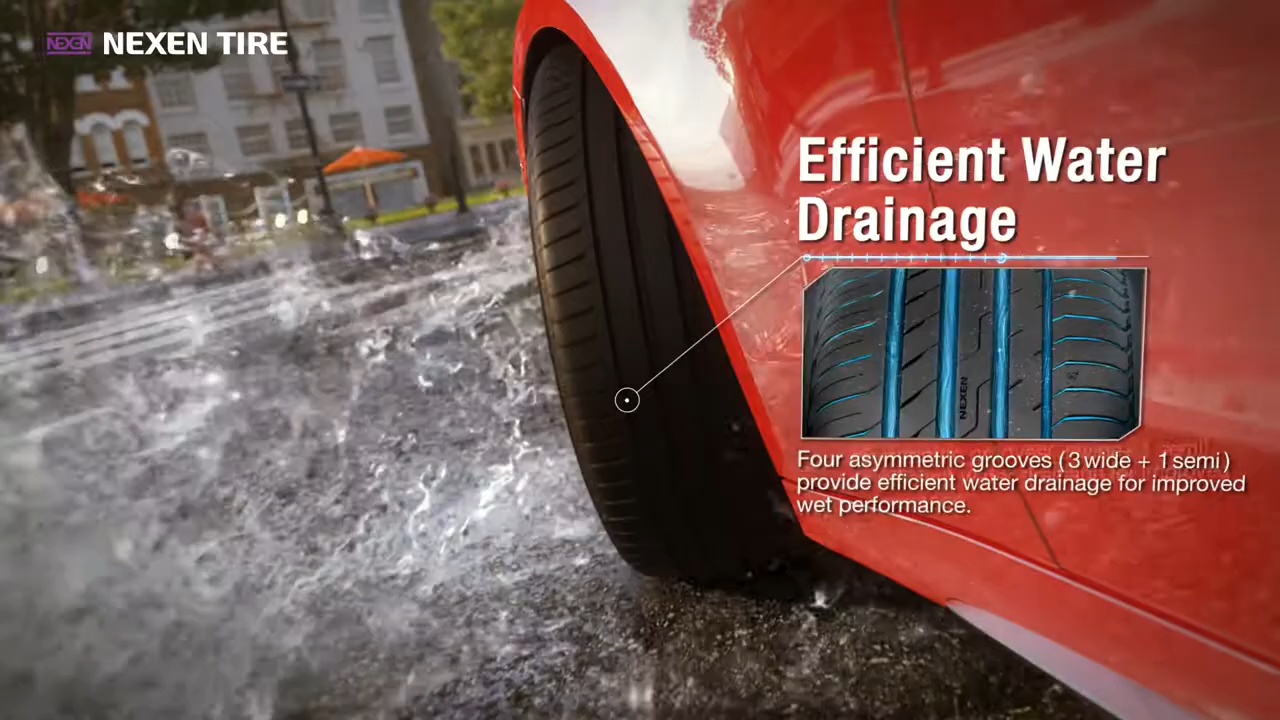 NEXEN NEXEN TIRE
Efficient Water
Drainage
NEXEN
Four asymmetric grooves (3 wide + 1 semi)
provide efficient water drainage for improved
wet performance.